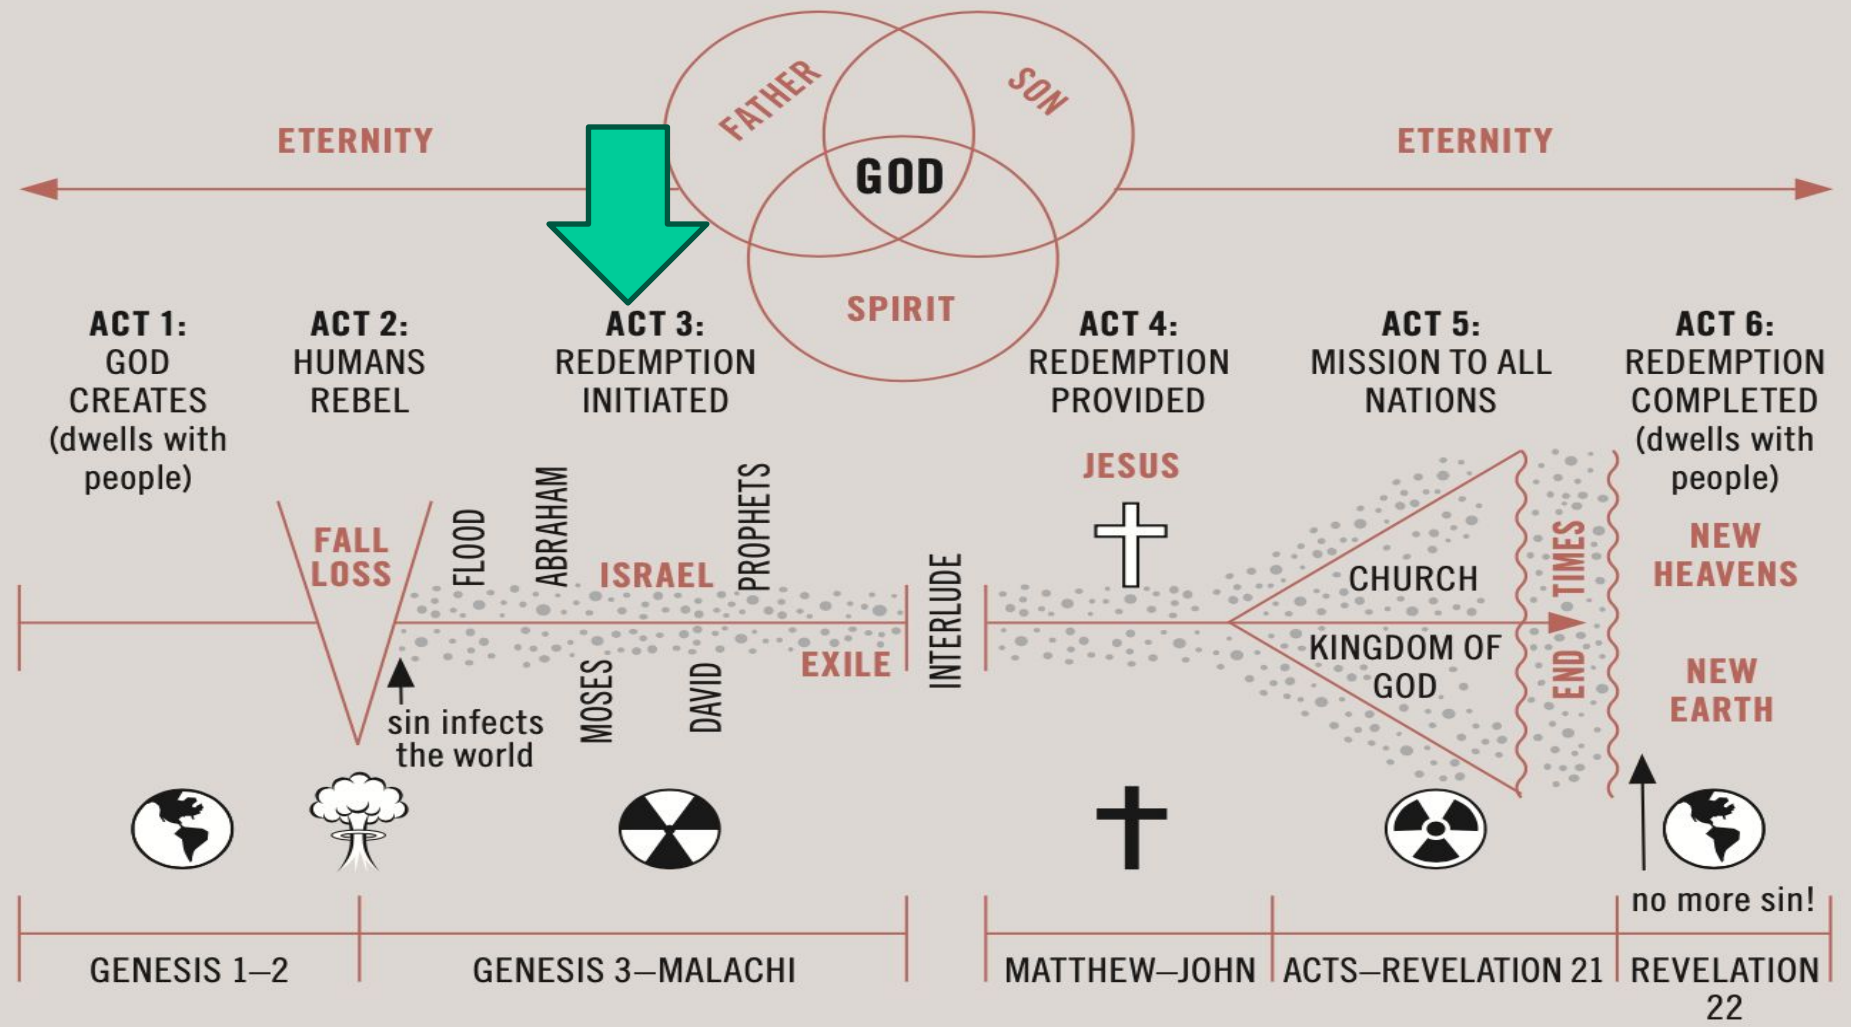 FATHER
SON
ETERNITY
GOD
ETERNITY
SPIRIT
ACT 1:
GOD
CREATES
(dwells with
people)
ACT 2:
HUMANS
REBEL
ACT 3:
REDEMPTION
INITIATED
ACT 4:
REDEMPTION
PROVIDED
ACT 5:
MISSION TO ALL
NATIONS
ACT 6:
REDEMPTION
COMPLETED
(dwells with
people)
FALL
LOSS
FLOOD
ABRAHAM
ISRAEL
PROPHETS
MOSES
DAVID
EXILE
sin infects
the world
INTERLUDE
JESUS
CHURCH
KINGDOM OF
GOD
END TIMES
NEW
HEAVENS
NEW
EARTH
no more sin!
GENESIS 1–2
GENESIS 3–MALACHI
MATTHEW–JOHN
ACTS–REVELATION 21
REVELATION
22